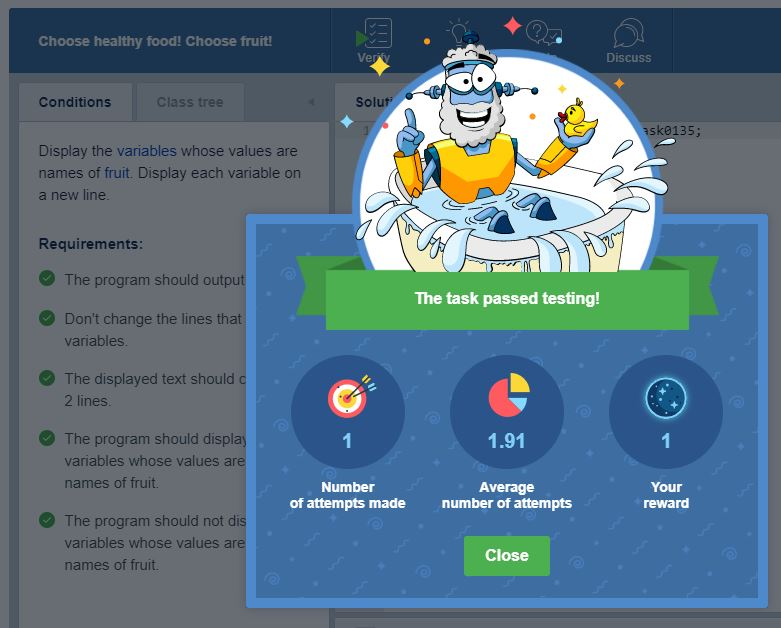 Choose healthy food! Choose fruit!
Verify
Discuss
Conditions
Class tree
Soluti
1
ask0135;
Display the variables whose values are
names of fruit. Display each variable on
a new line.
Requirements:
The program should output
Don't change the lines that
variables.
The displayed text should c
2 lines.
The program should display
variables whose values are
names of fruit.
The program should not dis
variables whose values are
names of fruit.
The task passed testing!
1
Number
of attempts made
1.91
Average
number of attempts
1
Your
reward
Close